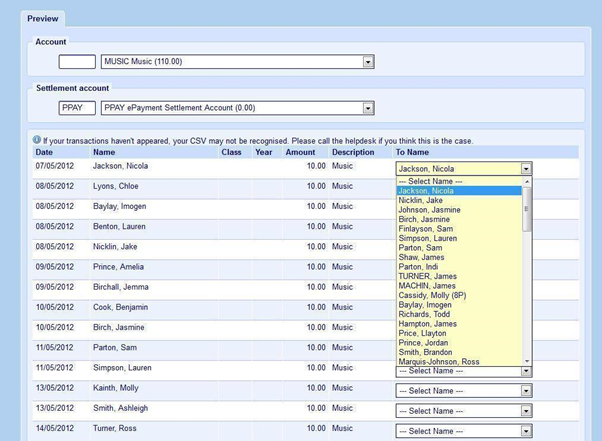 Preview
Account
MUSIC Music (110.00)
Settlement account
PPAY PPAY ePayment Settlement Account (0.00)
If your transactions haven't appeared, your CSV may not be recognised. Please call the helpdesk if you think this is the case.
Date Name Class Year Amount Description To Name
07/05/2012 Jackson, Nicola 10.00 Music Jackson, Nicola
--- Select Name ---
08/05/2012 Lyons, Chloe 10.00 Music Jackson, Nicola
Nicklin, Jake
08/05/2012 Baylay, Imogen 10.00 Music Johnson, Jasmine
Birch, Jasmine
08/05/2012 Benton, Lauren 10.00 Music Finlayson, Sam
Simpson, Lauren
08/05/2012 Nicklin, Jake 10.00 Music Parton, Sam
Shaw, James
09/05/2012 Prince, Amelia 10.00 Music Parton, Indi
TURNER, James
09/05/2012 Birchall, Jemma 10.00 Music MACHIN, James
Cassidy, Molly (8P)
10/05/2012 Cook, Benjamin 10.00 Music Baylay, Imogen
Richards, Todd
10/05/2012 Birch, Jasmine 10.00 Music Hampton, James
Price, Llayton
Prince, Jordan
11/05/2012 Parton, Sam 10.00 Music Smith, Brandon
Marquis-Johnson, Ross
11/05/2012 Simpson, Lauren 10.00 Music --- Select Name ---
13/05/2012 Kainth, Molly 10.00 Music --- Select Name ---
13/05/2012 Smith, Ashleigh 10.00 Music --- Select Name ---
14/05/2012 Turner, Ross 10.00 Music --- Select Name ---